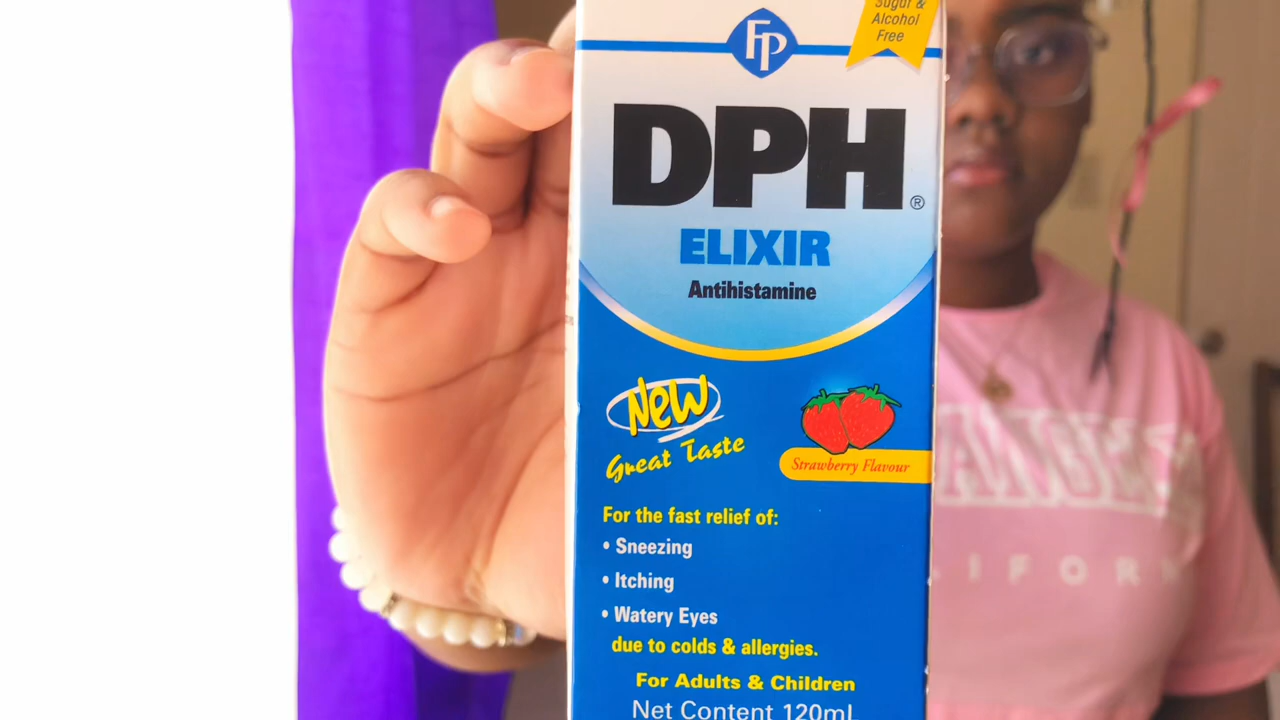 Sugar &
Alcohol
Free
FP
DPH®
ELIXIR
Antihistamine
New
Great Taste
Strawberry Flavour
For the fast relief of:
• Sneezing
• Itching
• Watery Eyes
due to colds & allergies.
For Adults & Children
Net Content 120mL